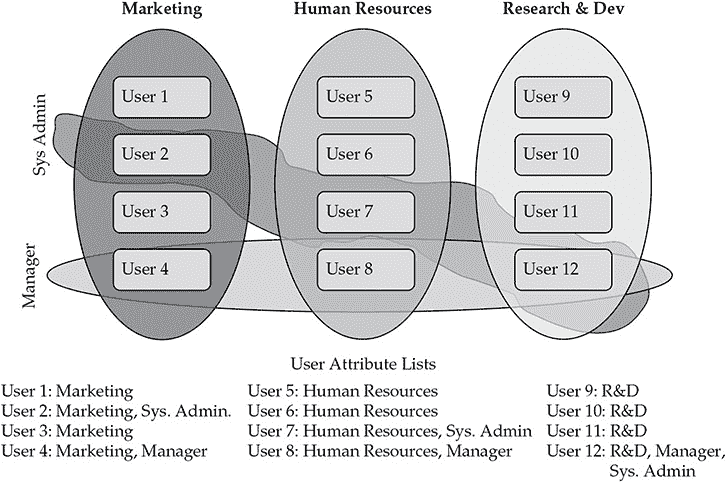 Marketing
Human Resources
Research & Dev
Sys Admin
Manager
User 1
User 2
User 3
User 4
User 5
User 6
User 7
User 8
User 9
User 10
User 11
User 12
User Attribute Lists
User 1: Marketing
User 2: Marketing, Sys. Admin.
User 3: Marketing
User 4: Marketing, Manager
User 5: Human Resources
User 6: Human Resources
User 7: Human Resources, Sys. Admin
User 8: Human Resources, Manager
User 9: R&D
User 10: R&D
User 11: R&D
User 12: R&D, Manager,
Sys. Admin